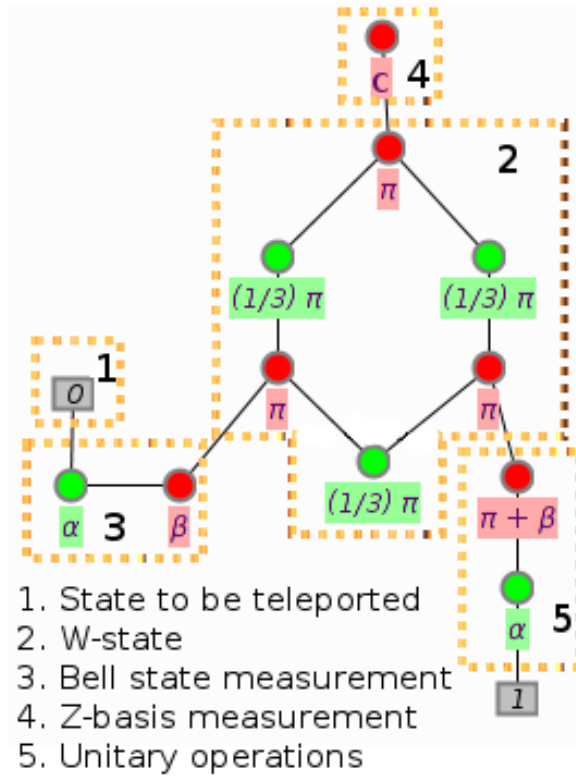 c 4
2
π
(1/3) π (1/3) π
1
0
π π
(1/3) π
α 3 β
π + β
α 5
1
1. State to be teleported
2. W-state
3. Bell state measurement
4. Z-basis measurement
5. Unitary operations